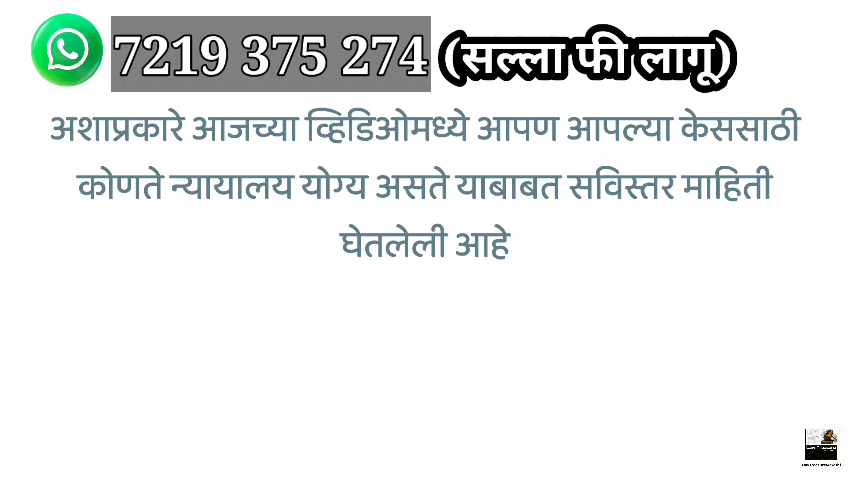 7219 375 274 (सल्ला फी लागू)
अशाप्रकारे आजच्या व्हिडिओमध्ये आपण आपल्या केससाठी
कोणते न्यायालय योग्य असते याबाबत सविस्तर माहिती
घेतलेली आहे